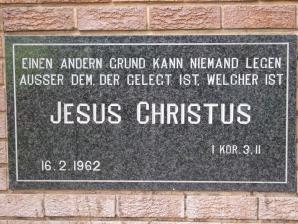 EINEN ANDERN GRUND KANN NIEMAND LEGEN
AUSSER DEM, DER GELEGT IST, WELCHER IST
JESUS CHRISTUS
1 KOR. 3, 11
16. 2. 1962